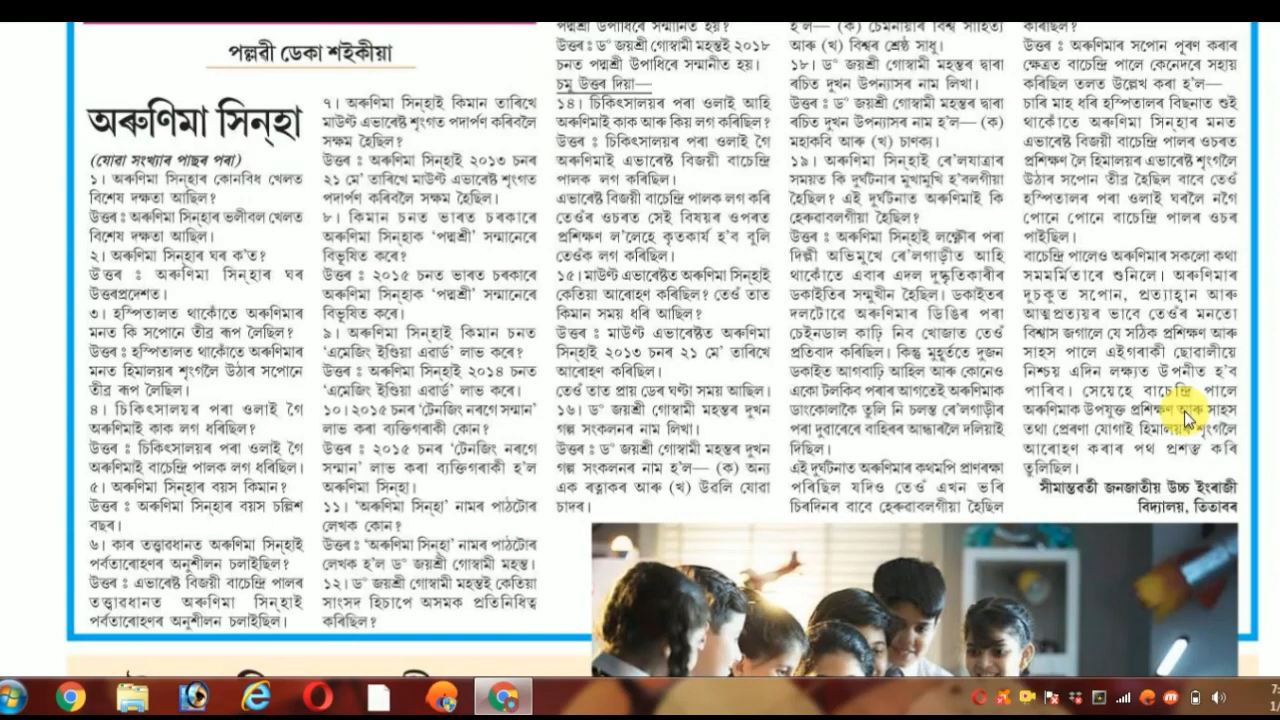 পল্লৱী ডেকা শইকীয়া
অৰুণিমা সিন্হা
(যোৱা সংখ্যাৰ পাছৰ পৰা)
১। অৰুণিমা সিন্হাৰ কোনবিধ খেলত
বিশেষ দক্ষতা আছিল?
উত্তৰ: অৰুণিমা সিন্হাৰ ভলীবল খেলত
বিশেষ দক্ষতা আছিল।
২। অৰুণিমা সিন্হাৰ ঘৰ ক'ত?
উত্তৰ : অৰুণিমা সিন্হাৰ ঘৰ
উত্তৰপ্ৰদেশত।
৩। হস্পিতালত থাকোঁতে অৰুণিমাৰ
মনত কি সপোনে তীব্ৰ ৰূপ লৈছিল?
উত্তৰ : হস্পিতালত থাকোঁতে অৰুণিমাৰ
মনত হিমালয়ৰ শৃংগলৈ উঠাৰ সপোনে
তীব্ৰ ৰূপ লৈছিল।
৪। চিকিৎসালয়ৰ পৰা ওলাই গৈ
অৰুণিমাই কাক লগ ধৰিছিল?
উত্তৰ : চিকিৎসালয়ৰ পৰা ওলাই গৈ
অৰুণিমাই বাচেন্দ্ৰি পালক লগ ধৰিছিল।
৫। অৰুণিমা সিন্হাৰ বয়স কিমান?
উত্তৰ : অৰুণিমা সিন্হাৰ বয়স চল্লিশ
বছৰ।
৬। কাৰ তত্ত্বাৱধানত অৰুণিমা সিন্হাই
পৰ্বতাৰোহণৰ অনুশীলন চলাইছিল?
উত্তৰ : এভাৰেষ্ট বিজয়ী বাচেন্দ্ৰি পালৰ
তত্ত্বাৱধানত অৰুণিমা সিন্হাই
পৰ্বতাৰোহণৰ অনুশীলন চলাইছিল।
৭। অৰুণিমা সিন্হাই কিমান তাৰিখে
মাউণ্ট এভাৰেষ্ট শৃংগত পদাৰ্পণ কৰিবলৈ
সক্ষম হৈছিল?
উত্তৰ : অৰুণিমা সিন্হাই ২০১৩ চনৰ
২১ মে' তাৰিখে মাউণ্ট এভাৰেষ্ট শৃংগত
পদাৰ্পণ কৰিবলৈ সক্ষম হৈছিল।
৮। কিমান চনত ভাৰত চৰকাৰে
অৰুণিমা সিন্হাক 'পদ্মশ্ৰী' সন্মানেৰে
বিভূষিত কৰে?
উত্তৰ : ২০১৫ চনত ভাৰত চৰকাৰে
অৰুণিমা সিন্হাক 'পদ্মশ্ৰী' সন্মানেৰে
বিভূষিত কৰে।
৯। অৰুণিমা সিন্হাই কিমান চনত
'এমেজিং ইণ্ডিয়া এৱাৰ্ড' লাভ কৰে?
উত্তৰ : অৰুণিমা সিন্হাই ২০১৪ চনত
'এমেজিং ইণ্ডিয়া এৱাৰ্ড' লাভ কৰে।
১০। ২০১৫ চনৰ 'টেনজিং নৰগে সন্মান'
লাভ কৰা ব্যক্তিগৰাকী কোন?
উত্তৰ : ২০১৫ চনৰ 'টেনজিং নৰগে
সন্মান' লাভ কৰা ব্যক্তিগৰাকী হ'ল
অৰুণিমা সিন্হা।
১১। 'অৰুণিমা সিন্হা' নামৰ পাঠটোৰ
লেখক কোন?
উত্তৰ : 'অৰুণিমা সিন্হা' নামৰ পাঠটোৰ
লেখক হ'ল ড° জয়শ্ৰী গোস্বামী মহন্ত।
১২। ড° জয়শ্ৰী গোস্বামী মহন্তই কেতিয়া
সাংসদ হিচাপে অসমক প্ৰতিনিধিত্ব
কৰিছিল?
পদ্মশ্ৰী উপাধিৰে সন্মানীত হয়?
উত্তৰ : ড° জয়শ্ৰী গোস্বামী মহন্তই ২০১৮
চনত পদ্মশ্ৰী উপাধিৰে সন্মানীত হয়।
চমু উত্তৰ দিয়া—
১৪। চিকিৎসালয়ৰ পৰা ওলাই আহি
অৰুণিমাই কাক আৰু কিয় লগ কৰিছিল?
উত্তৰ : চিকিৎসালয়ৰ পৰা ওলাই গৈ
অৰুণিমাই এভাৰেষ্ট বিজয়ী বাচেন্দ্ৰি
পালক লগ কৰিছিল।
এভাৰেষ্ট বিজয়ী বাচেন্দ্ৰি পালক লগ কৰি
তেওঁৰ ওচৰত সেই বিষয়ৰ ওপৰত
প্ৰশিক্ষণ ল'লেহে কৃতকাৰ্য হ'ব বুলি
তেওঁক লগ কৰিছিল।
১৫। মাউণ্ট এভাৰেষ্টত অৰুণিমা সিন্হাই
কেতিয়া আৰোহণ কৰিছিল? তেওঁ তাত
কিমান সময় ধৰি আছিল?
উত্তৰ : মাউণ্ট এভাৰেষ্টত অৰুণিমা
সিন্হাই ২০১৩ চনৰ ২১ মে' তাৰিখে
আৰোহণ কৰিছিল।
তেওঁ তাত প্ৰায় ডেৰ ঘণ্টা সময় আছিল।
১৬। ড° জয়শ্ৰী গোস্বামী মহন্তৰ দুখন
গল্প সংকলনৰ নাম লিখা।
উত্তৰ : ড° জয়শ্ৰী গোস্বামী মহন্তৰ দুখন
গল্প সংকলনৰ নাম হ'ল— (ক) অন্য
এক ৰত্নাকৰ আৰু (খ) উৱলি যোৱা
চাদৰ।
হ'ল— (ক) চেমনীয়াৰ বিশ্ব সাহিত্য
আৰু (খ) বিশ্বৰ শ্ৰেষ্ঠ সাধু।
১৮। ড° জয়শ্ৰী গোস্বামী মহন্তৰ দ্বাৰা
ৰচিত দুখন উপন্যাসৰ নাম লিখা।
উত্তৰ : ড° জয়শ্ৰী গোস্বামী মহন্তৰ দ্বাৰা
ৰচিত দুখন উপন্যাসৰ নাম হ'ল— (ক)
মহাকবি আৰু (খ) চাণক্য।
১৯। অৰুণিমা সিন্হাই ৰে'লযাত্ৰাৰ
সময়ত কি দুৰ্ঘটনাৰ মুখামুখি হ'বলগীয়া
হৈছিল? এই দুৰ্ঘটনাত অৰুণিমাই কি
হেৰুৱাবলগীয়া হৈছিল?
উত্তৰ : অৰুণিমা সিন্হাই লক্ষ্ণৌৰ পৰা
দিল্লী অভিমুখে ৰে'লগাড়ীত আহি
থাকোঁতে এবাৰ এদল দুষ্কৃতিকাৰীৰ
ডকাইতিৰ সন্মুখীন হৈছিল। ডকাইতৰ
দলটোৱে অৰুণিমাৰ ডিঙিৰ পৰা
চেইনডাল কাঢ়ি নিব খোজাত তেওঁ
প্ৰতিবাদ কৰিছিল। কিন্তু মুহূৰ্ততে দুজন
ডকাইত আগবাঢ়ি আহিল আৰু কোনেও
একো টলকিব পৰাৰ আগতেই অৰুণিমাক
ডাংকোলাকৈ তুলি নি চলন্ত ৰে'লগাড়ীৰ
পৰা দুৱাৰেৰে বাহিৰৰ আন্ধাৰলৈ দলিয়াই
দিছিল।
এই দুৰ্ঘটনাত অৰুণিমাৰ কথমপি প্ৰাণৰক্ষা
পৰিছিল যদিও তেওঁ এখন ভৰি
চিৰদিনৰ বাবে হেৰুৱাবলগীয়া হৈছিল
কৰিছিল?
উত্তৰ : অৰুণিমাৰ সপোন পূৰণ কৰাৰ
ক্ষেত্ৰত বাচেন্দ্ৰি পালে কেনেদৰে সহায়
কৰিছিল তলত উল্লেখ কৰা হ'ল—
চাৰি মাহ ধৰি হস্পিতালৰ বিছনাত শুই
থাকোঁতে অৰুণিমা সিন্হাৰ মনত
এভাৰেষ্ট বিজয়ী বাচেন্দ্ৰি পালৰ ওচৰত
প্ৰশিক্ষণ লৈ হিমালয়ৰ এভাৰেষ্ট শৃংগলৈ
উঠাৰ সপোন তীব্ৰ হৈছিল বাবে তেওঁ
হস্পিতালৰ পৰা ওলাই ঘৰলৈ নগৈ
পোনে পোনে বাচেন্দ্ৰি পালৰ ওচৰ
পাইছিল।
বাচেন্দ্ৰি পালেও অৰুণিমাৰ সকলো কথা
সমমৰ্মিতাৰে শুনিলে। অৰুণিমাৰ
দুচকুত সপোন, প্ৰত্যাহ্বান আৰু
আত্মপ্ৰত্যয়ৰ ভাবে তেওঁৰ মনতো
বিশ্বাস জগালে যে সঠিক প্ৰশিক্ষণ আৰু
সাহস পালে এইগৰাকী ছোৱালীয়ে
নিশ্চয় এদিন লক্ষ্যত উপনীত হ'ব
পাৰিব। সেয়েহে বাচেন্দ্ৰি পালে
অৰুণিমাক উপযুক্ত প্ৰশিক্ষণ আৰু সাহস
তথা প্ৰেৰণা যোগাই হিমালয়ৰ শৃংগলৈ
আৰোহণ কৰাৰ পথ প্ৰশস্ত কৰি
তুলিছিল।
সীমান্তৱৰ্তী জনজাতীয় উচ্চ ইংৰাজী
বিদ্যালয়, তিতাবৰ